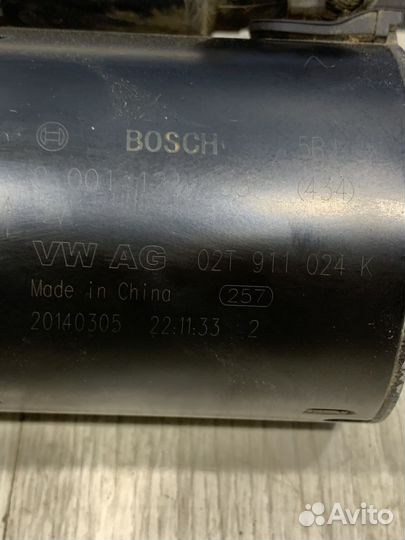 BOSCH
(434)
VW AG 02T 911 024 K
Made in China 257
20140305 22:11:33 2
Avito